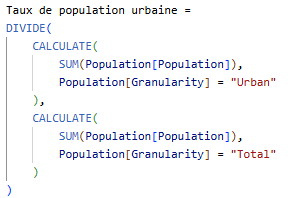 Taux de population urbaine =
DIVIDE(
    CALCULATE(
        SUM(Population[Population]),
        Population[Granularity] = "Urban"
    ),
    CALCULATE(
        SUM(Population[Population]),
        Population[Granularity] = "Total"
    )
)